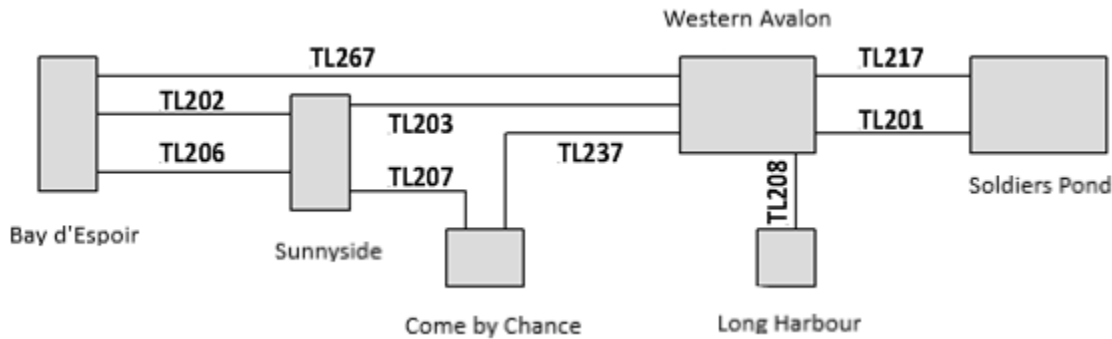 Western Avalon
TL267
TL217
TL202
TL203
TL201
TL206
TL237
TL207
TL208
Soldiers Pond
Bay d'Espoir
Sunnyside
Come by Chance
Long Harbour